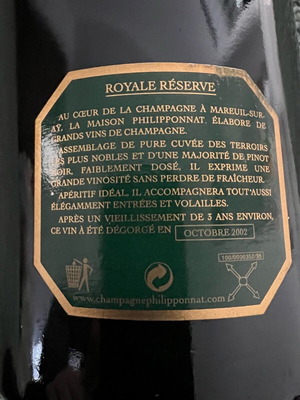 ROYALE RÉSERVE
AU CŒUR DE LA CHAMPAGNE À MAREUIL-SUR-
AŸ, LA MAISON PHILIPPONNAT, ÉLABORE DE
GRANDS VINS DE CHAMPAGNE.
ASSEMBLAGE DE PURE CUVÉE DES TERROIRS
PLUS NOBLES ET D'UNE MAJORITÉ DE PINOT
NOIR, FAIBLEMENT DOSÉ, IL EXPRIME UNE
GRANDE VINOSITÉ SANS PERDRE DE FRAÎCHEUR.
APÉRITIF IDÉAL, IL ACCOMPAGNERA TOUT AUSSI
ÉLÉGAMMENT ENTRÉES ET VOLAILLES.
APRÈS UN VIEILLISSEMENT DE 3 ANS ENVIRON,
CE VIN À ÉTÉ DÉGORGÉ EN OCTOBRE 2002
www.champagnephilipponnat.com